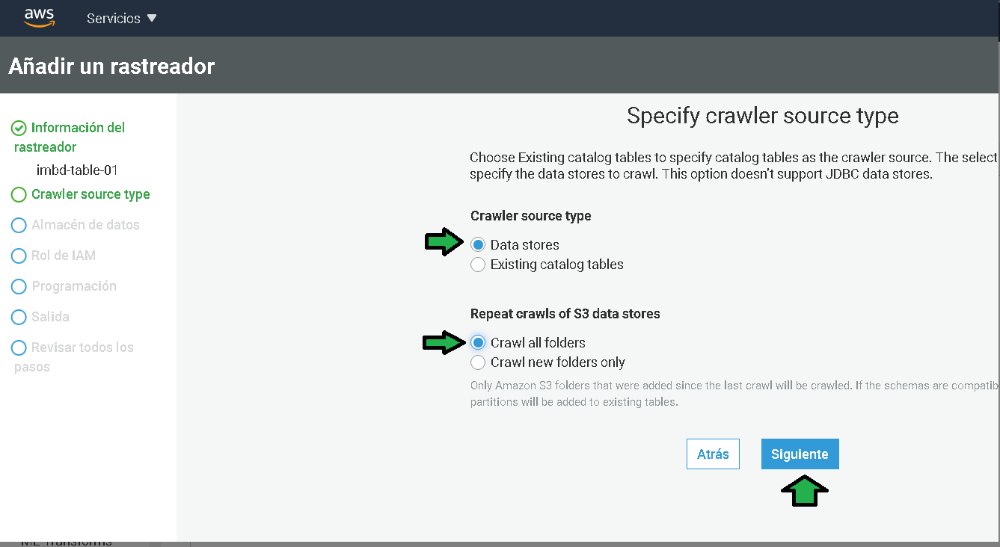 aws
Servicios
Añadir un rastreador
Información del
rastreador
imbd-table-01
Crawler source type
Almacén de datos
Rol de IAM
Programación
Salida
Revisar todos los
pasos
Specify crawler source type
Choose Existing catalog tables to specify catalog tables as the crawler source. The select
specify the data stores to crawl. This option doesn't support JDBC data stores.
Crawler source type
Data stores
Existing catalog tables
Repeat crawls of S3 data stores
Crawl all folders
Crawl new folders only
Only Amazon S3 folders that were added since the last crawl will be crawled. If the schemas are compatib
partitions will be added to existing tables.
Atrás
Siguiente
ML Transforms